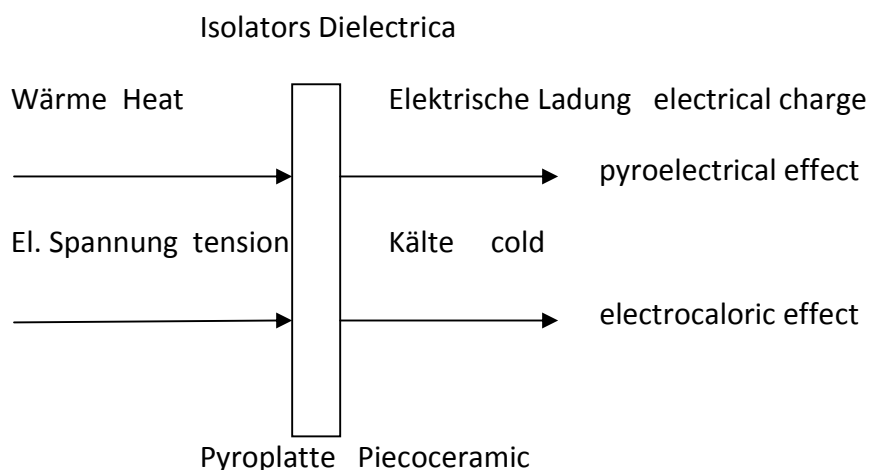 Isolators Dielectrica
Wärme Heat Elektrische Ladung electrical charge
pyroelectrical effect
El. Spannung tension Kälte cold
electrocaloric effect
Pyroplatte Piecoceramic